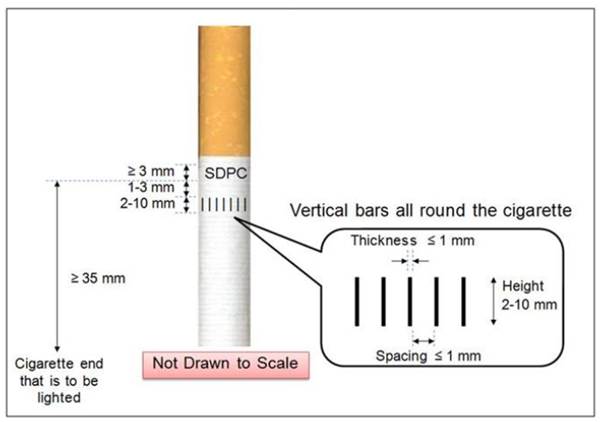 ≥ 3 mm
SDPC
1-3 mm
2-10 mm
Vertical bars all round the cigarette
Thickness ≤ 1 mm
≥ 35 mm
Height
2-10 mm
Spacing ≤ 1 mm
Not Drawn to Scale
Cigarette end
that is to be
lighted